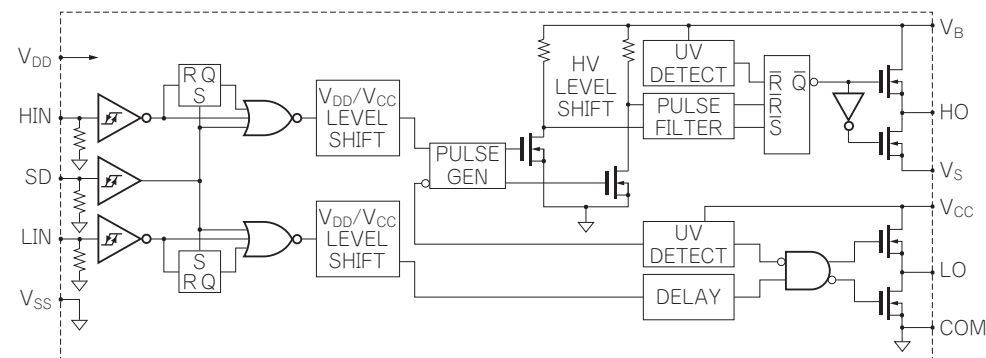 V_DD
HIN
SD
LIN
V_SS
R Q
S
S
R Q
V_DD/V_CC
LEVEL
SHIFT
V_DD/V_CC
LEVEL
SHIFT
PULSE
GEN
HV
LEVEL
SHIFT
UV
DETECT
PULSE
FILTER
R̅ Q̅
R̅
S̅
UV
DETECT
DELAY
V_B
HO
V_S
V_CC
LO
COM